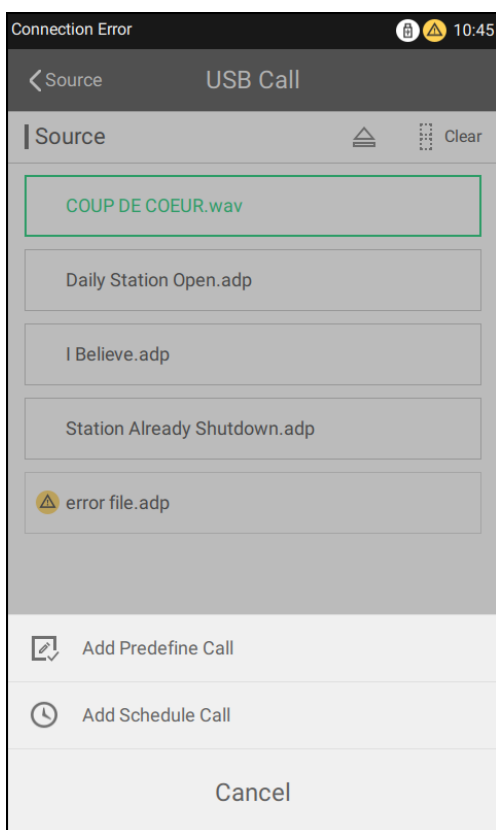 Connection Error 10:45
Source USB Call
Source Clear
COUP DE COEUR.wav
Daily Station Open.adp
I Believe.adp
Station Already Shutdown.adp
error file.adp
Add Predefine Call
Add Schedule Call
Cancel